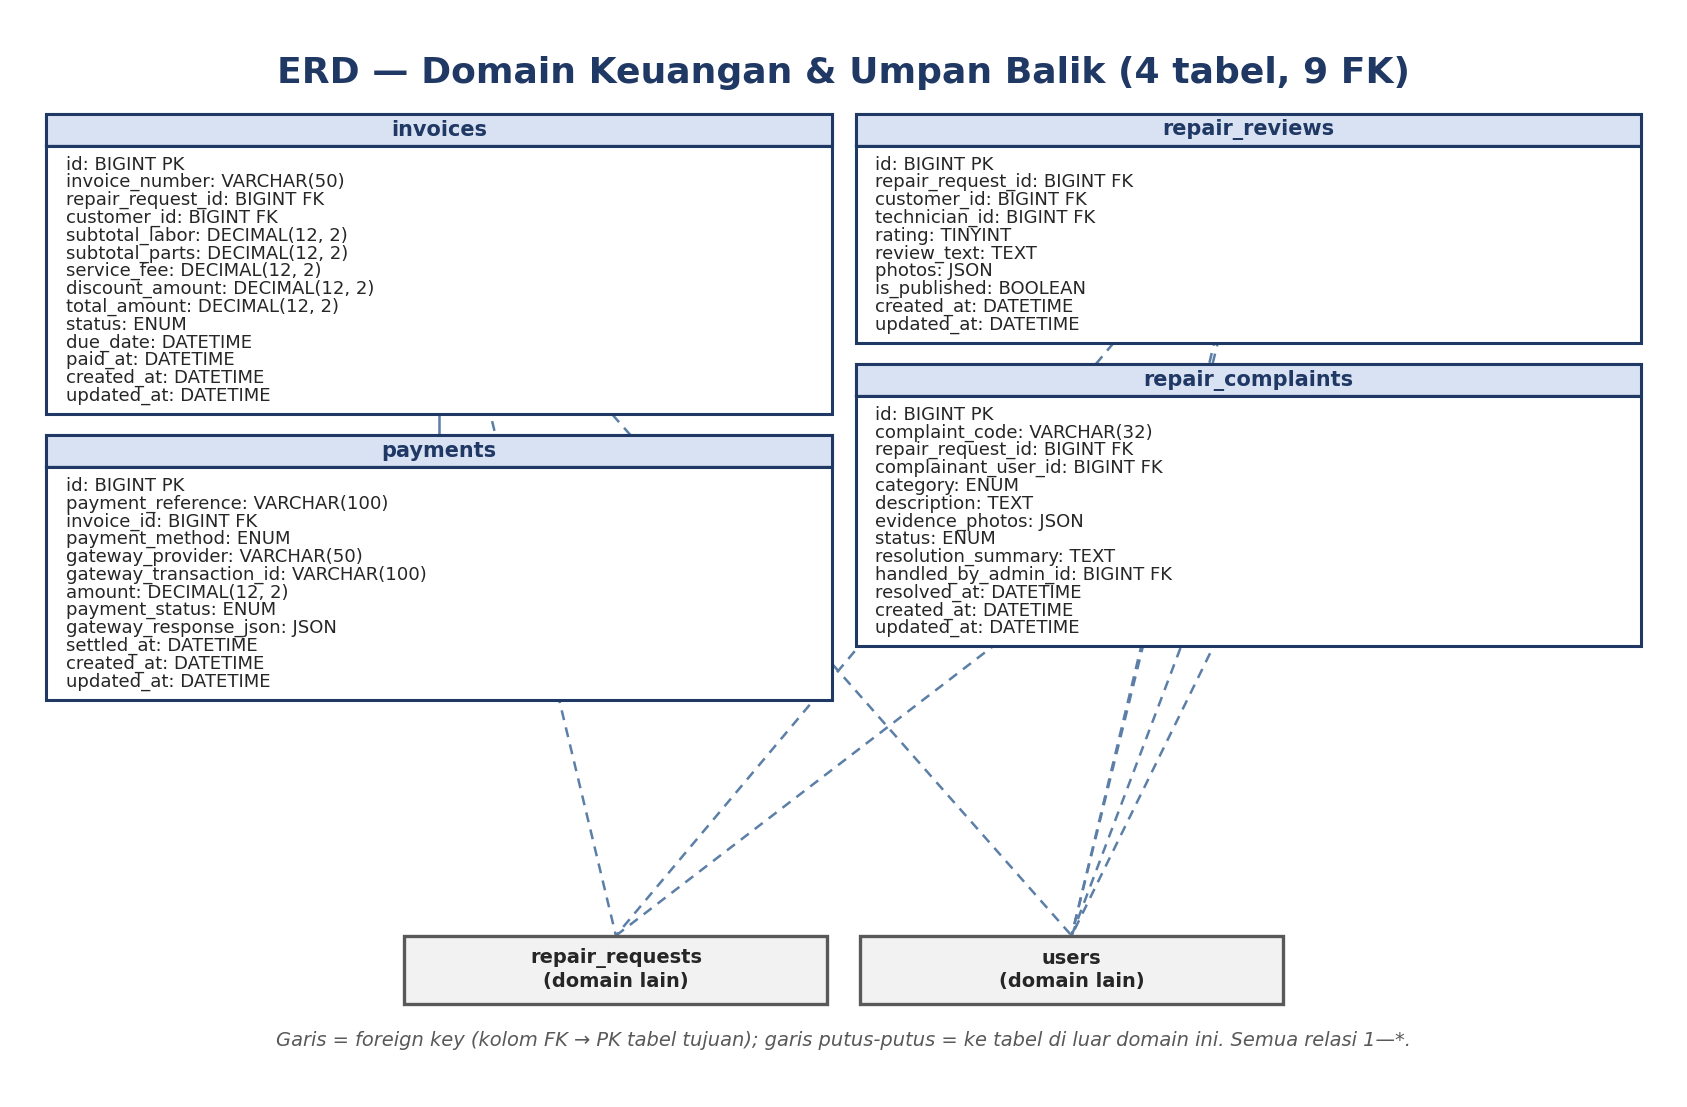 ERD — Domain Keuangan & Umpan Balik (4 tabel, 9 FK)
invoices
id: BIGINT PK
invoice_number: VARCHAR(50)
repair_request_id: BIGINT FK
customer_id: BIGINT FK
subtotal_labor: DECIMAL(12, 2)
subtotal_parts: DECIMAL(12, 2)
service_fee: DECIMAL(12, 2)
discount_amount: DECIMAL(12, 2)
total_amount: DECIMAL(12, 2)
status: ENUM
due_date: DATETIME
paid_at: DATETIME
created_at: DATETIME
updated_at: DATETIME
payments
id: BIGINT PK
payment_reference: VARCHAR(100)
invoice_id: BIGINT FK
payment_method: ENUM
gateway_provider: VARCHAR(50)
gateway_transaction_id: VARCHAR(100)
amount: DECIMAL(12, 2)
payment_status: ENUM
gateway_response_json: JSON
settled_at: DATETIME
created_at: DATETIME
updated_at: DATETIME
repair_reviews
id: BIGINT PK
repair_request_id: BIGINT FK
customer_id: BIGINT FK
technician_id: BIGINT FK
rating: TINYINT
review_text: TEXT
photos: JSON
is_published: BOOLEAN
created_at: DATETIME
updated_at: DATETIME
repair_complaints
id: BIGINT PK
complaint_code: VARCHAR(32)
repair_request_id: BIGINT FK
complainant_user_id: BIGINT FK
category: ENUM
description: TEXT
evidence_photos: JSON
status: ENUM
resolution_summary: TEXT
handled_by_admin_id: BIGINT FK
resolved_at: DATETIME
created_at: DATETIME
updated_at: DATETIME
repair_requests
(domain lain)
users
(domain lain)
Garis = foreign key (kolom FK → PK tabel tujuan); garis putus-putus = ke tabel di luar domain ini. Semua relasi 1—*.